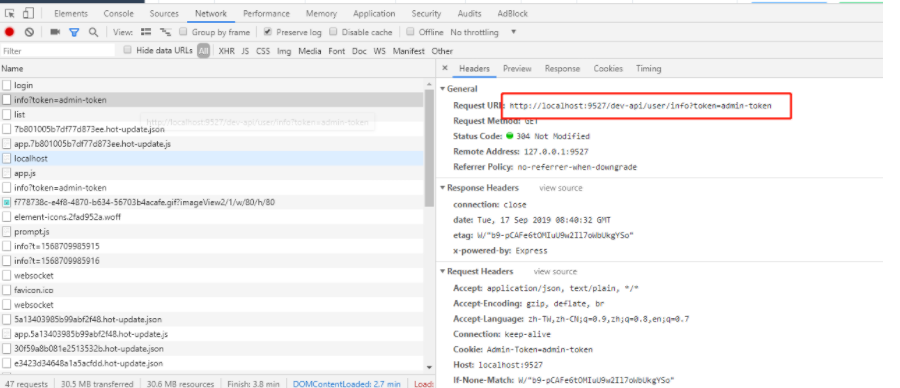 Elements Console Sources Network Performance Memory Application Security Audits AdBlock
View: Group by frame Preserve log Disable cache Offline No throttling
Filter Hide data URLs All XHR JS CSS Img Media Font Doc WS Manifest Other
Name
login
info?token=admin-token
list
http://localhost:9527/dev-api/user/info?token=admin-token
7b801005b7df77d873ee.hot-update.json
app.7b801005b7df77d873ee.hot-update.js
localhost
app.js
info?token=admin-token
f778738c-e4f8-4870-b634-56703b4acafe.gif?imageView2/1/w/80/h/80
element-icons.2fad952a.woff
prompt.js
info?t=1568709985915
info?t=1568709985916
websocket
favicon.ico
websocket
5a13403985b99abf2f48.hot-update.json
app.5a13403985b99abf2f48.hot-update.js
30f59a8b081e2513532b.hot-update.json
e3423d34648a1a5acfdd.hot-update.json
47 requests 30.5 MB transferred 30.6 MB resources Finish: 3.8 min DOMContentLoaded: 2.7 min Load:
× Headers Preview Response Cookies Timing
General
Request URL: http://localhost:9527/dev-api/user/info?token=admin-token
Request Method: GET
Status Code: 304 Not Modified
Remote Address: 127.0.0.1:9527
Referrer Policy: no-referrer-when-downgrade
Response Headers view source
connection: close
date: Tue, 17 Sep 2019 08:40:32 GMT
etag: W/"b9-pCAFe6tOMIuU9w2Il7oWbUkgYSo"
x-powered-by: Express
Request Headers view source
Accept: application/json, text/plain, */*
Accept-Encoding: gzip, deflate, br
Accept-Language: zh-TW,zh-CN;q=0.9,zh;q=0.8,en;q=0.7
Connection: keep-alive
Cookie: Admin-Token=admin-token
Host: localhost:9527
If-None-Match: W/"b9-pCAFe6tOMIuU9w2Il7oWbUkgYSo"